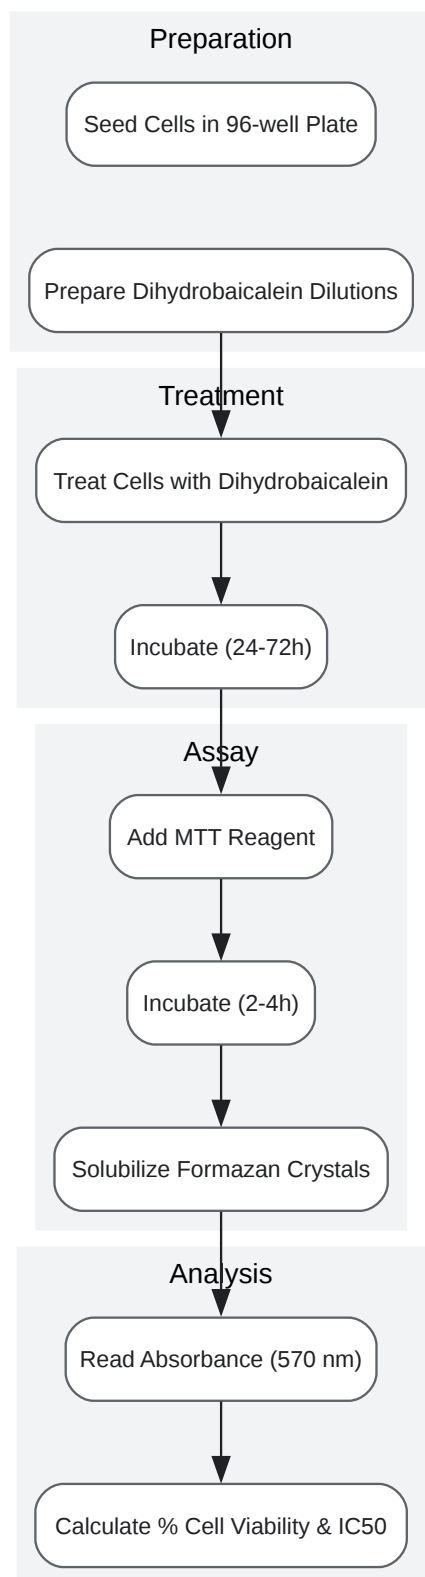 Preparation
Seed Cells in 96-well Plate
Prepare Dihydrobaicalein Dilutions
Treatment
Treat Cells with Dihydrobaicalein
Incubate (24-72h)
Assay
Add MTT Reagent
Incubate (2-4h)
Solubilize Formazan Crystals
Analysis
Read Absorbance (570 nm)
Calculate % Cell Viability & IC50